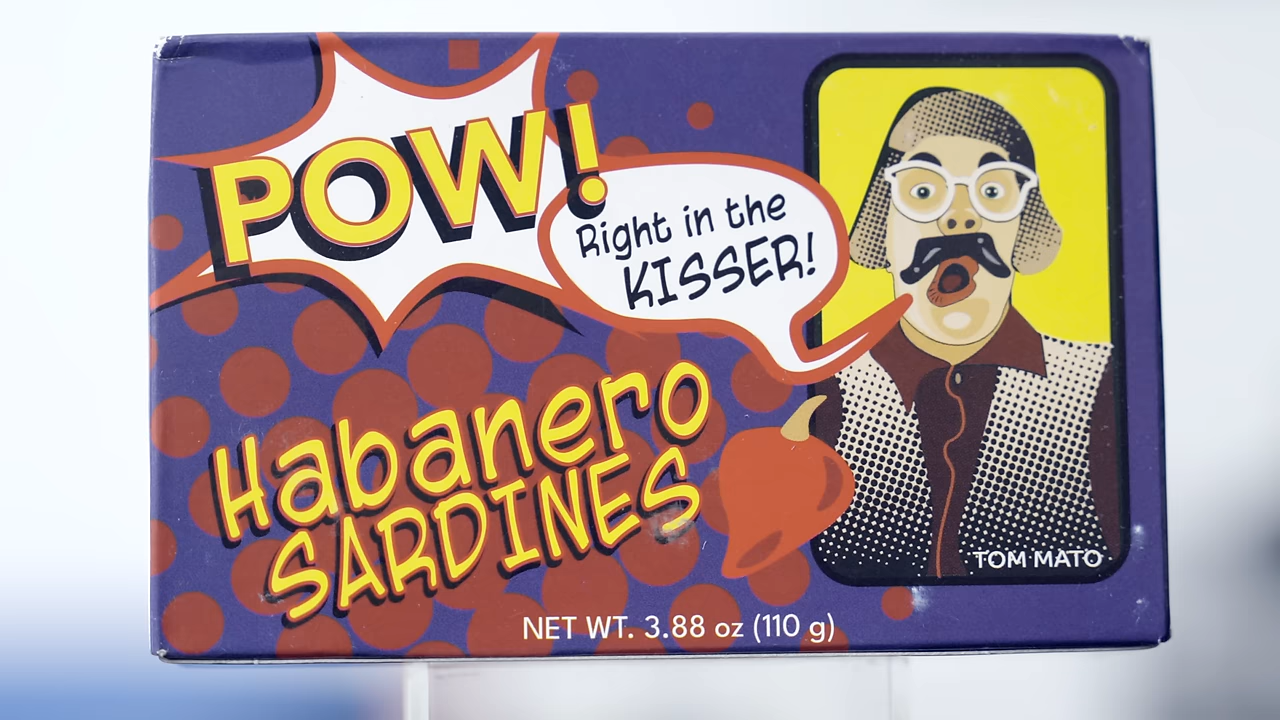 POW!
Right in the
KISSER!
Habanero
SARDINES
TOM MATO
NET WT. 3.88 oz (110 g)